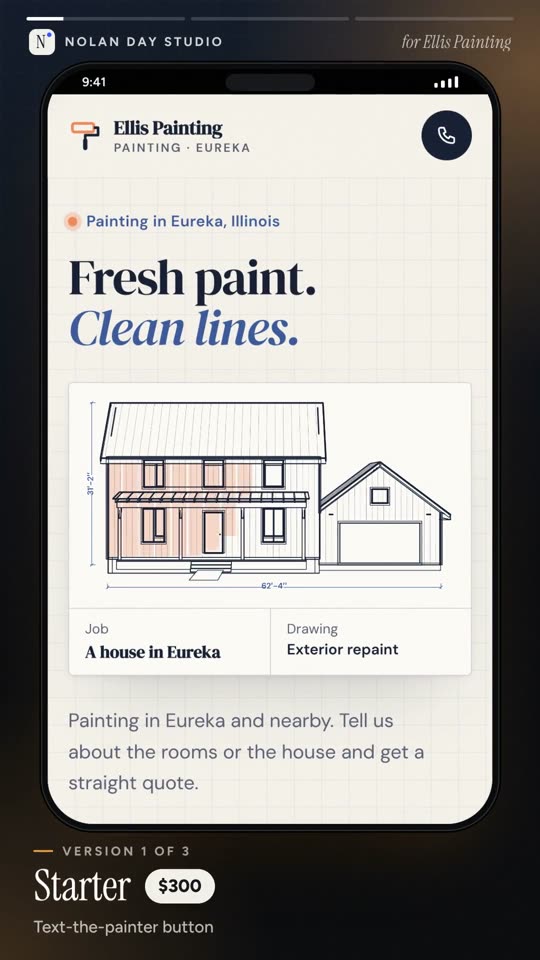 N
NOLAN DAY STUDIO
for Ellis Painting
9:41
Ellis Painting
PAINTING · EUREKA
Painting in Eureka, Illinois
Fresh paint.
Clean lines.
31'-2"
62'-4"
Job
A house in Eureka
Drawing
Exterior repaint
Painting in Eureka and nearby. Tell us
about the rooms or the house and get a
straight quote.
VERSION 1 OF 3
Starter
$300
Text-the-painter button